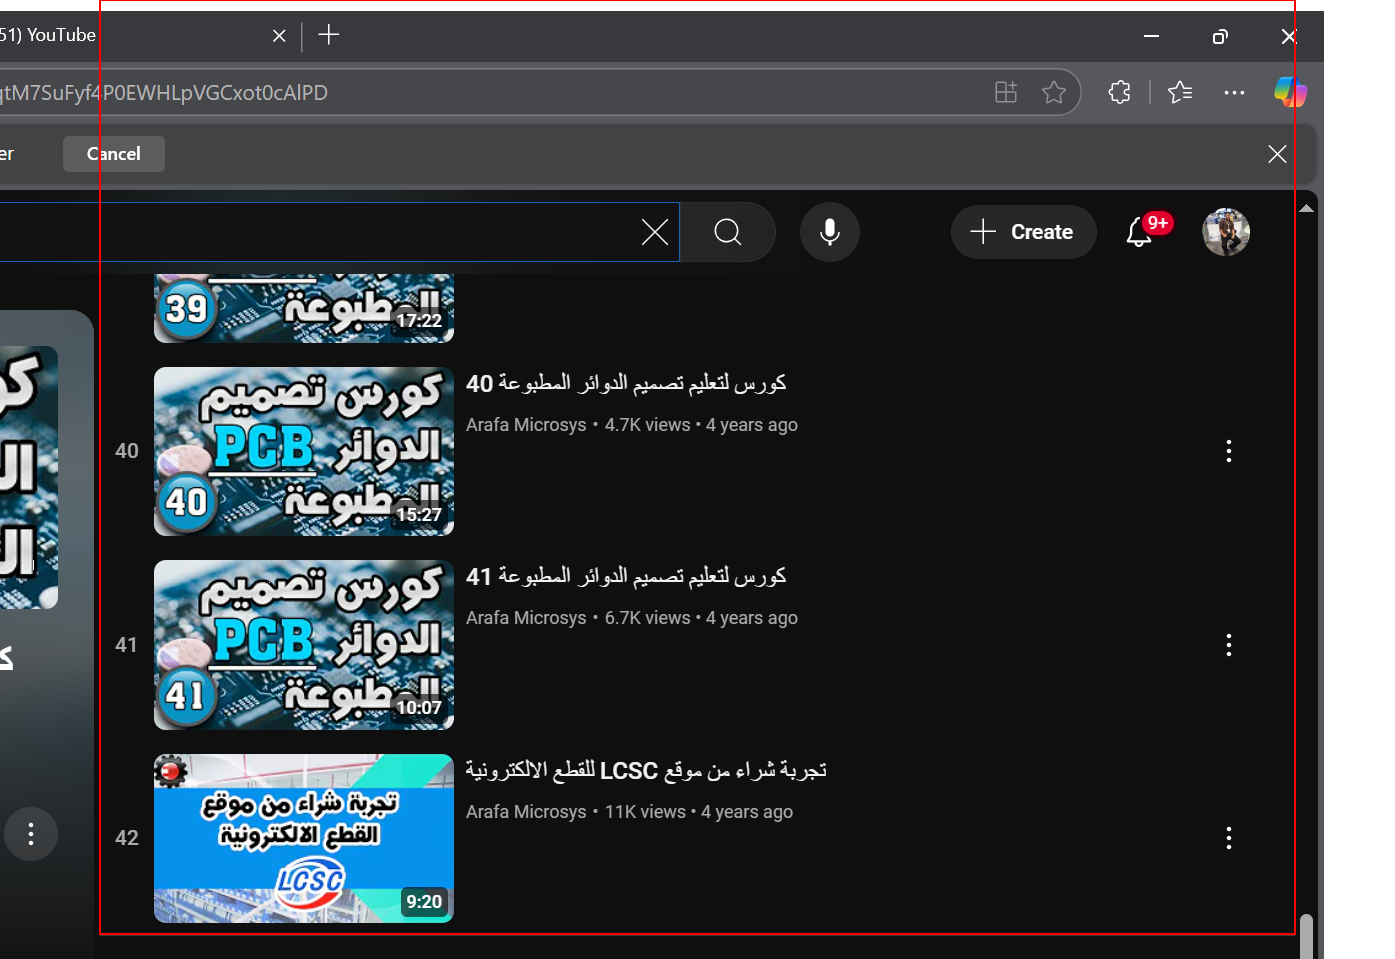 51) YouTube
qtM7SuFyf4P0EWHLpVGCxot0cAlPD
er
Cancel
Create
9+
39
المطبوعة
17:22
40
كورس تصميم
PCB الدوائر
المطبوعة
40
15:27
كورس لتعليم تصميم الدوائر المطبوعة 40
Arafa Microsys • 4.7K views • 4 years ago
41
كورس تصميم
PCB الدوائر
المطبوعة
41
10:07
كورس لتعليم تصميم الدوائر المطبوعة 41
Arafa Microsys • 6.7K views • 4 years ago
42
تجربة شراء من موقع
القطع الالكترونية
LCSC
9:20
تجربة شراء من موقع LCSC للقطع الالكترونية
Arafa Microsys • 11K views • 4 years ago